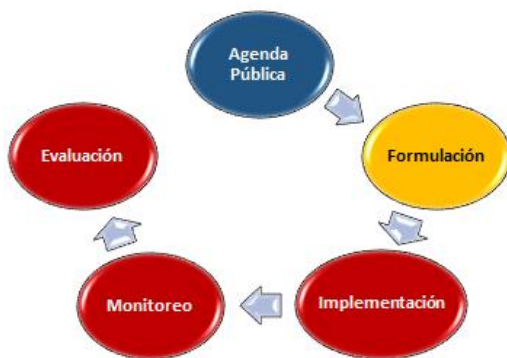 Agenda
Pública
Formulación
Implementación
Monitoreo
Evaluación